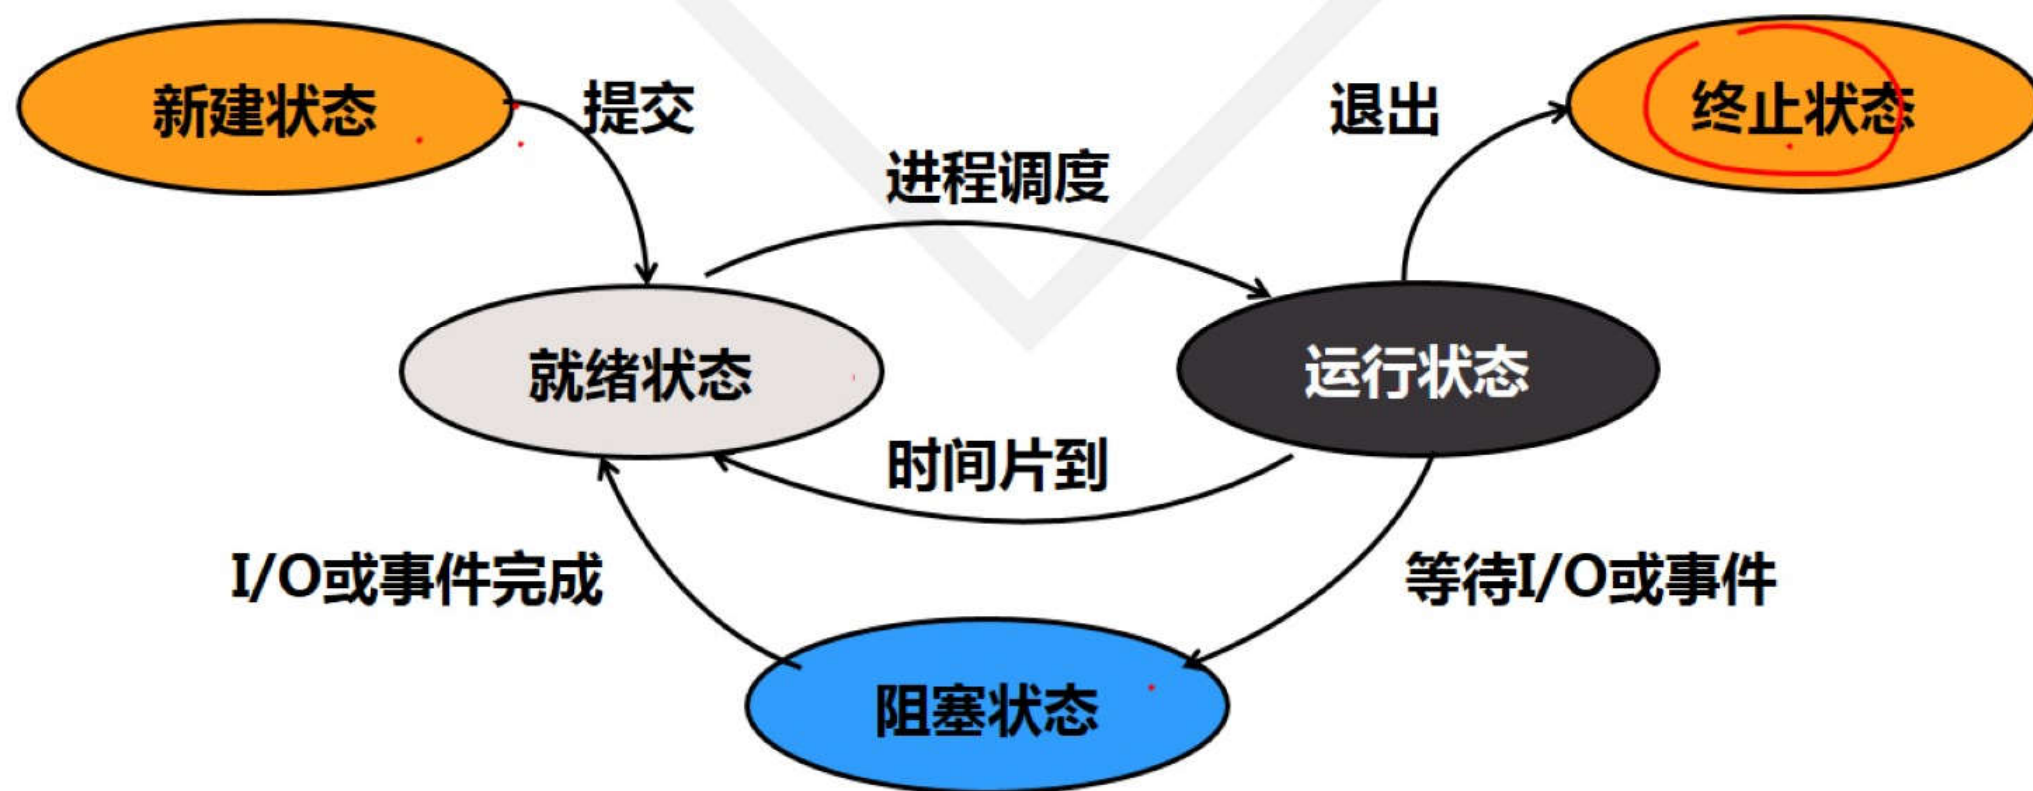 新建状态
提交
退出
终止状态
进程调度
就绪状态
运行状态
时间片到
I/O或事件完成
等待I/O或事件
阻塞状态